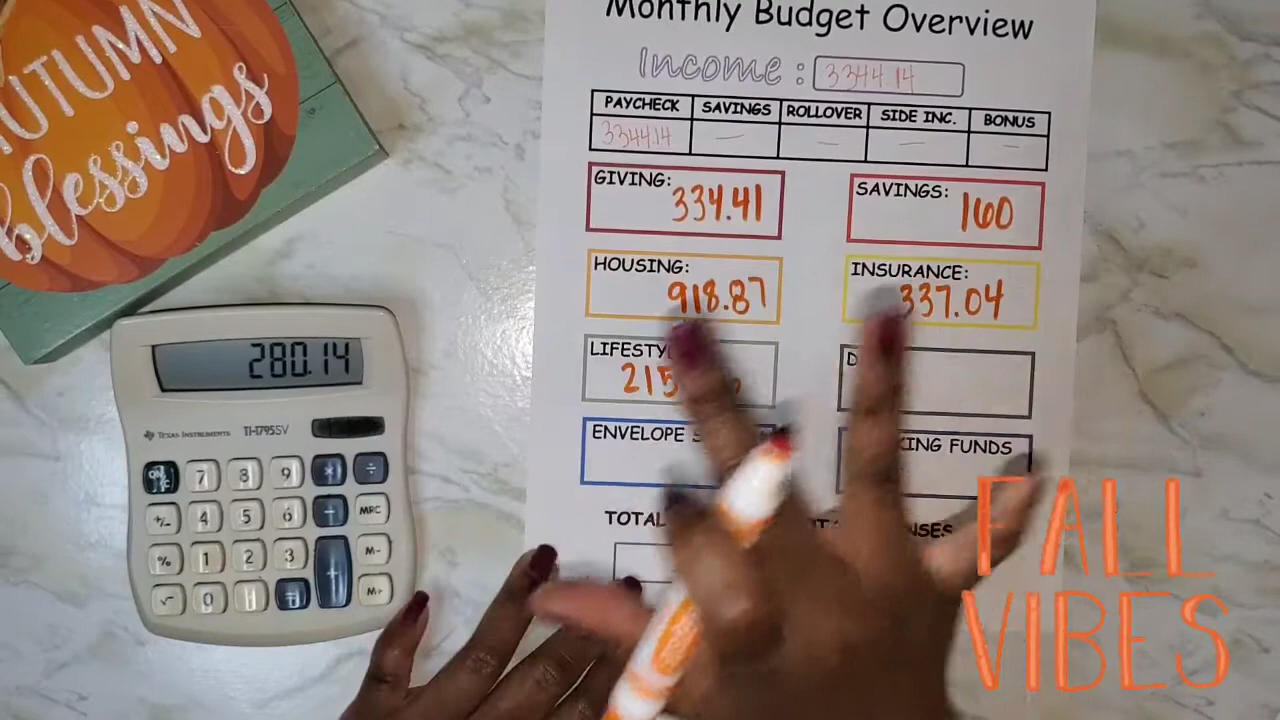 AUTUMN
blessings
Monthly Budget Overview
Income: 3344.14
PAYCHECK SAVINGS ROLLOVER SIDE INC. BONUS
3344.14 — — — —
GIVING: 334.41
SAVINGS: 160
HOUSING: 918.87
INSURANCE: 337.04
ENVELOPE
FUNDS
TOTAL
280.14
TEXAS INSTRUMENTS TI-1795SV
ON/C 7 8 9 × ÷
+/- 4 5 6 − MRC
% 1 2 3 + M-
√ 0 . = M+
FALL
VIBES